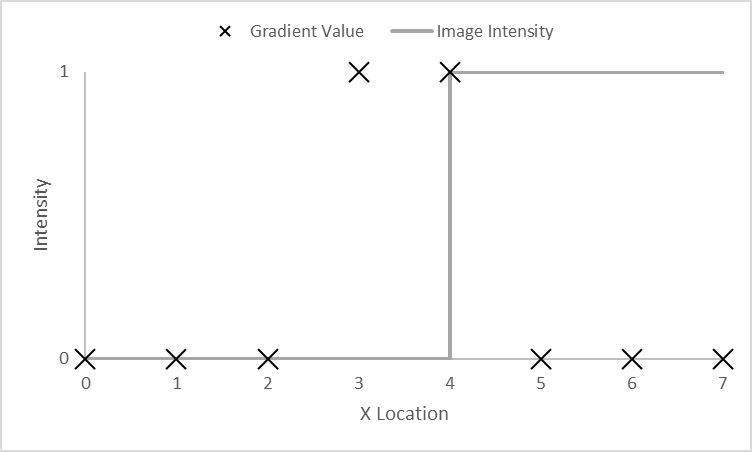 Gradient Value Image Intensity
1
Intensity
0
0 1 2 3 4 5 6 7
X Location